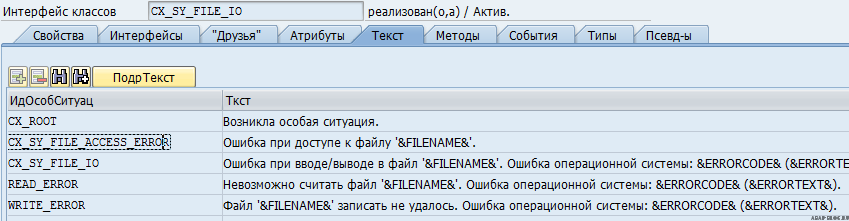 Интерфейс классов CX_SY_FILE_IO реализован(о,а) / Актив.
Свойства Интерфейсы "Друзья" Атрибуты Текст Методы События Типы Псевд-ы
ПодрТекст
ИдОсобСитуац Ткст
CX_ROOT Возникла особая ситуация.
CX_SY_FILE_ACCESS_ERROR Ошибка при доступе к файлу '&FILENAME&'.
CX_SY_FILE_IO Ошибка при вводе/выводе в файл '&FILENAME&'. Ошибка операционной системы: &ERRORCODE& (&ERRORTE
READ_ERROR Невозможно считать файл '&FILENAME&'. Ошибка операционной системы: &ERRORCODE& (&ERRORTEXT&).
WRITE_ERROR Файл '&FILENAME&' записать не удалось. Ошибка операционной системы: &ERRORCODE& (&ERRORTEXT&).